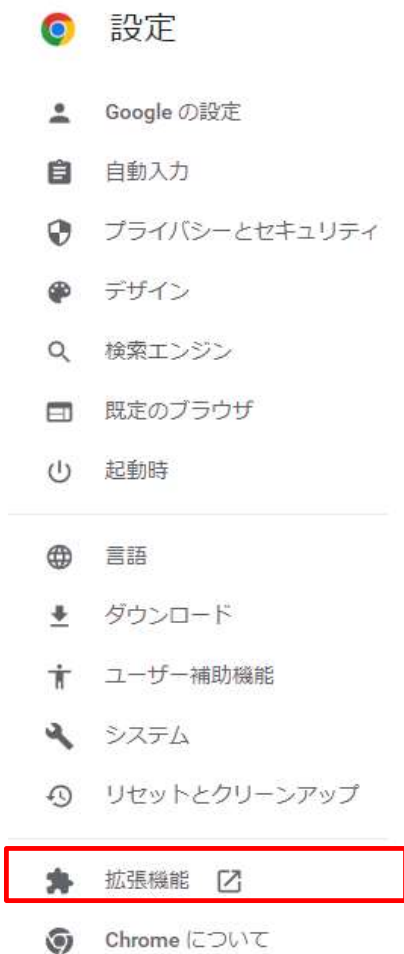 設定
Google の設定
自動入力
プライバシーとセキュリティ
デザイン
検索エンジン
既定のブラウザ
起動時
言語
ダウンロード
ユーザー補助機能
システム
リセットとクリーンアップ
拡張機能
Chrome について